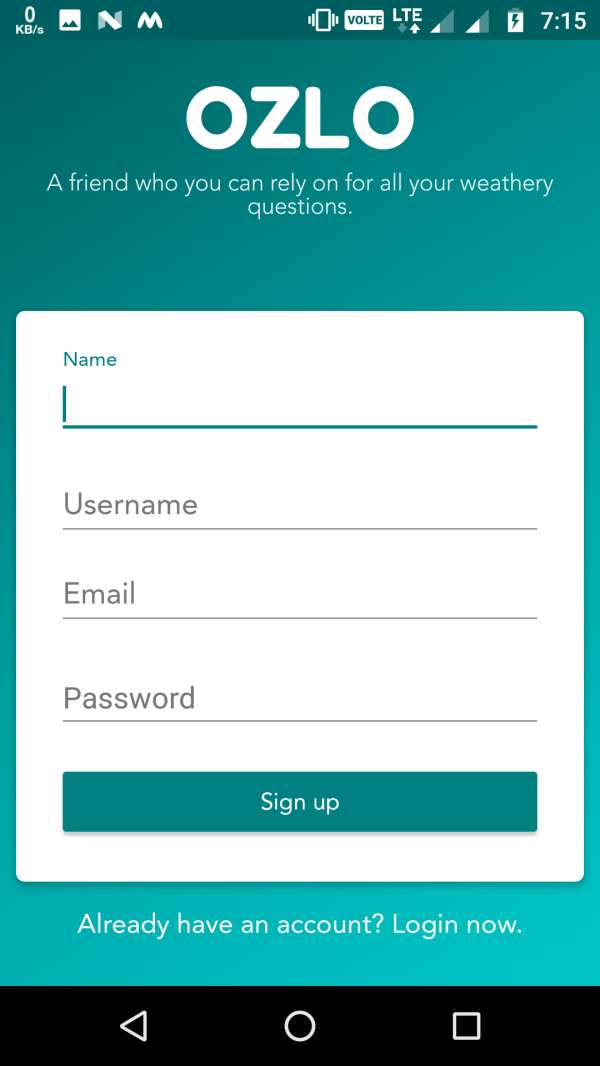 0
KB/s
VOLTE
LTE
7:15
OZLO
A friend who you can rely on for all your weathery
questions.
Name
Username
Email
Password
Sign up
Already have an account? Login now.